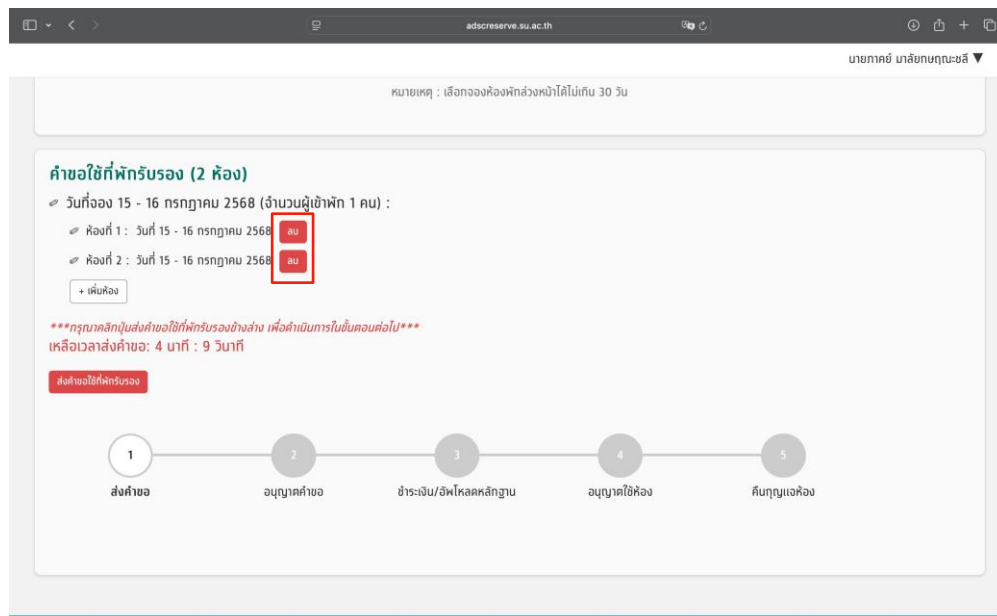 adscreserve.su.ac.th
นายภาคย์ มาลัยกษฤณะชลี ▼
หมายเหตุ : เลือกจองห้องพักล่วงหน้าได้ไม่เกิน 30 วัน
คำขอใช้ที่พักรับรอง (2 ห้อง)
วันที่จอง 15 - 16 กรกฎาคม 2568 (จำนวนผู้เข้าพัก 1 คน) :
ห้องที่ 1 : วันที่ 15 - 16 กรกฎาคม 2568 ลบ
ห้องที่ 2 : วันที่ 15 - 16 กรกฎาคม 2568 ลบ
+ เพิ่มห้อง
***กรุณาคลิกปุ่มส่งคำขอใช้ที่พักรับรองข้างล่าง เพื่อดำเนินการในขั้นตอนต่อไป***
เหลือเวลาส่งคำขอ: 4 นาที : 9 วินาที
ส่งคำขอใช้ที่พักรับรอง
1 2 3 4 5
ส่งคำขอ อนุญาตคำขอ ชำระเงิน/อัพโหลดหลักฐาน อนุญาตใช้ห้อง คืนกุญแจห้อง